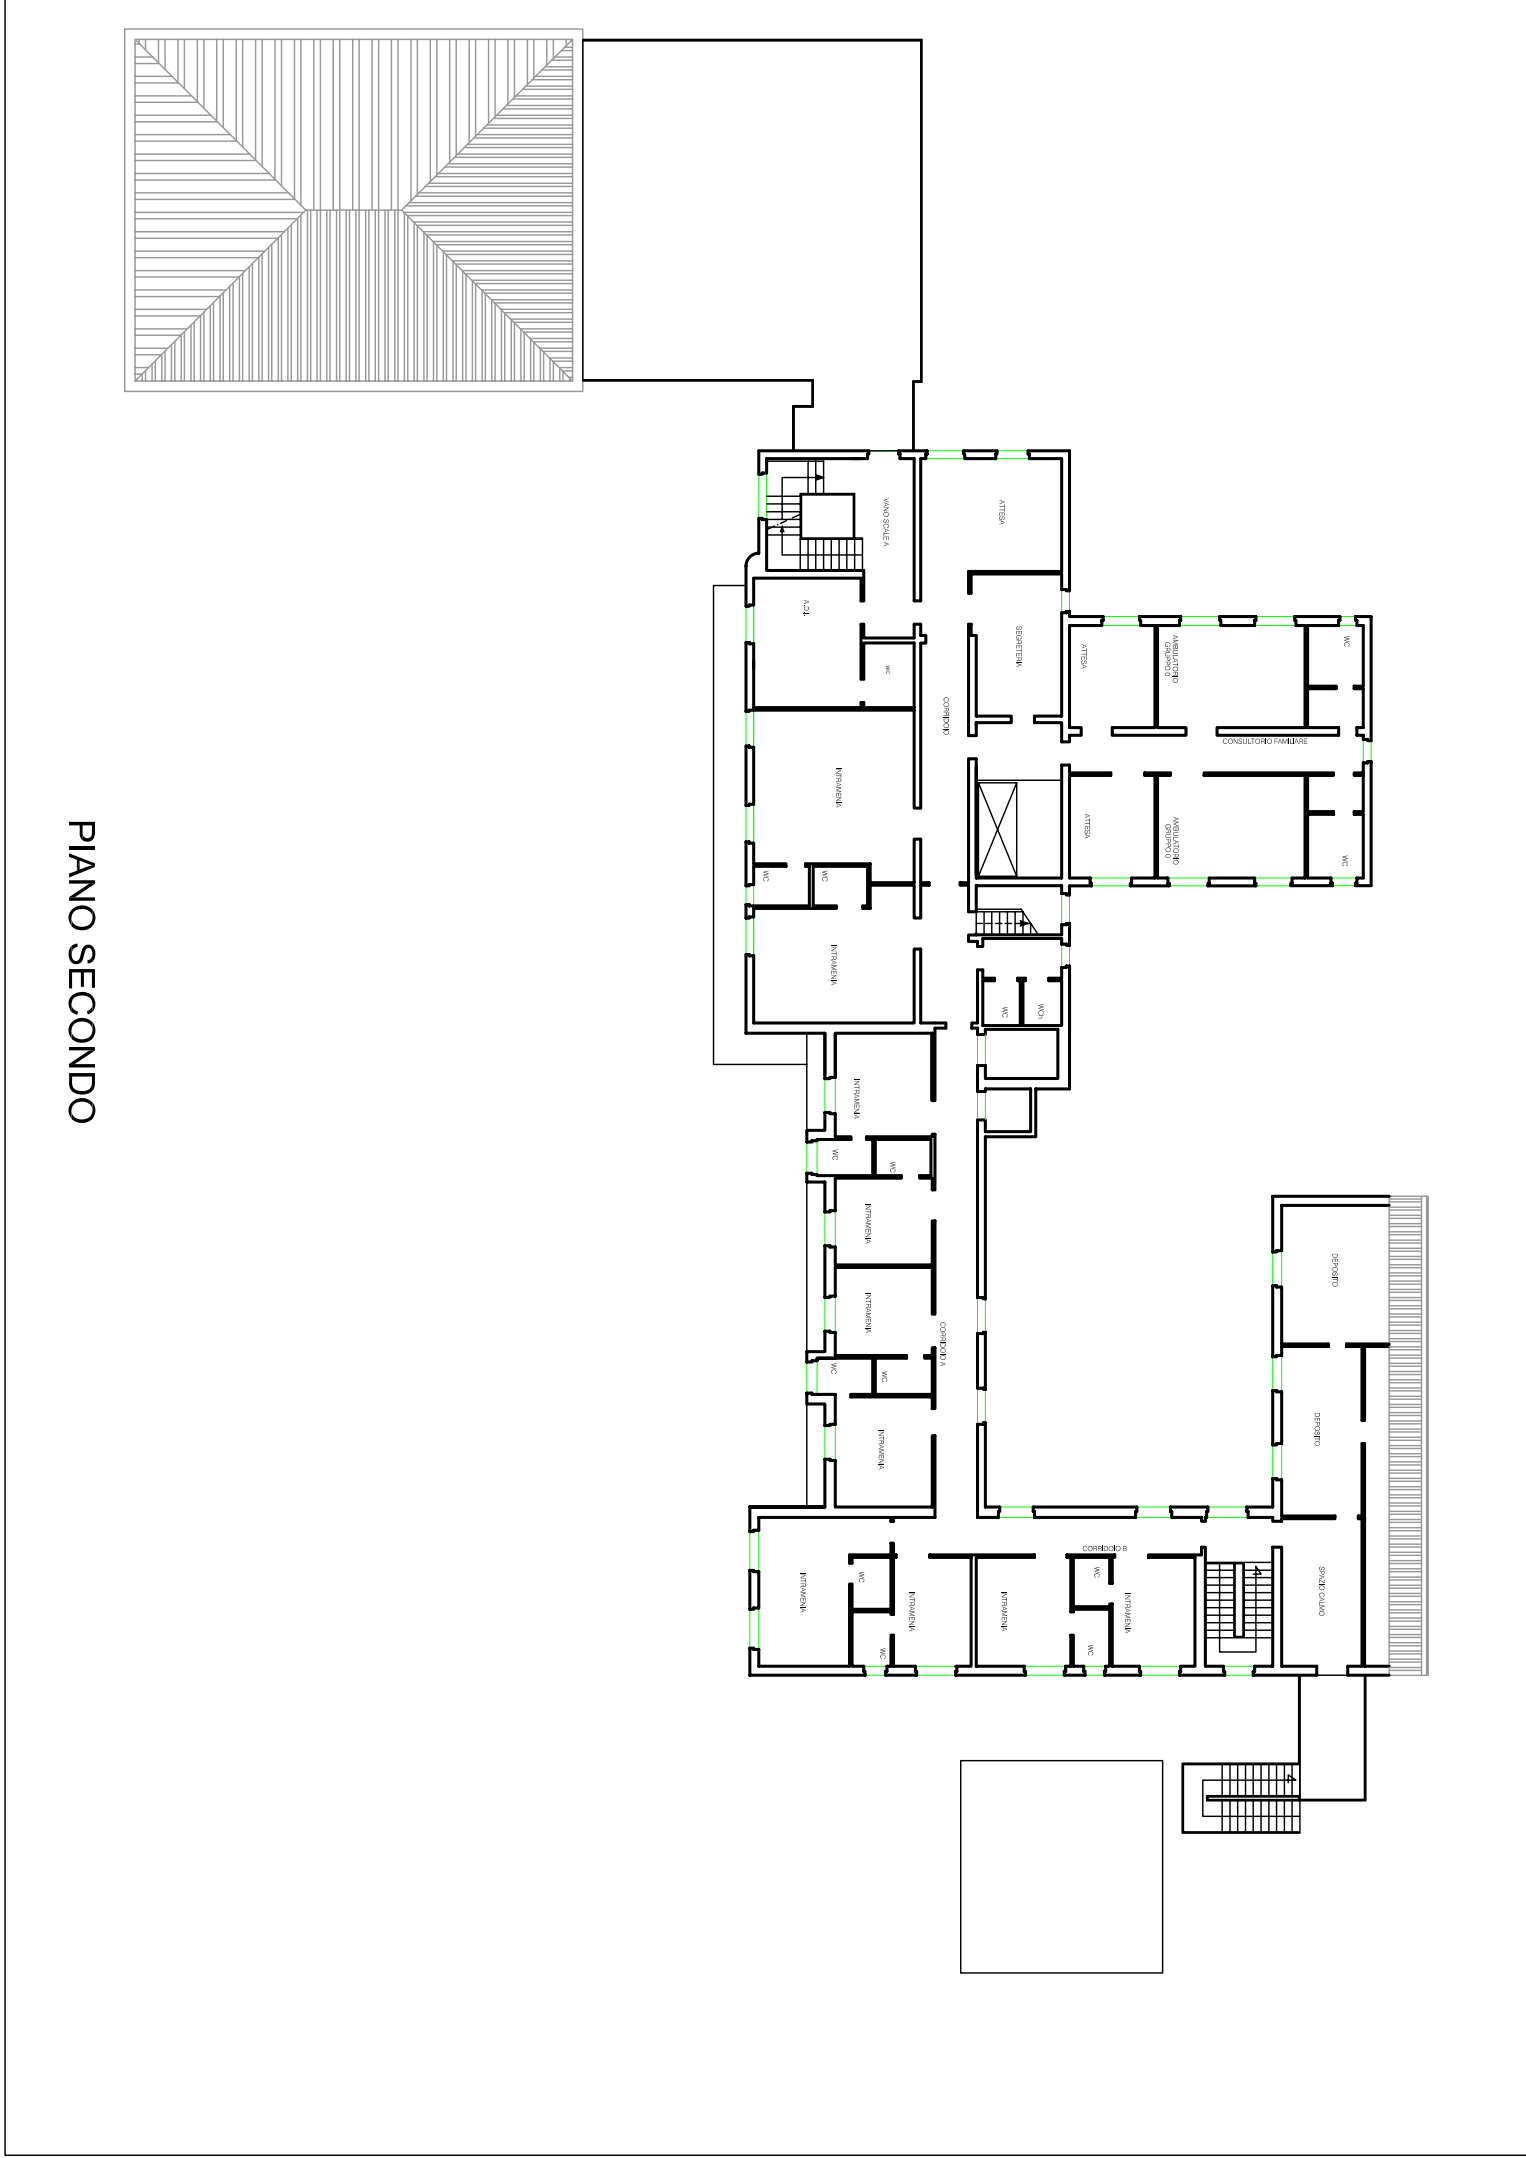 PIANO SECONDO
VANO SCALE A
ATTESA
A.D.I.
SEGRETERIA
WC
CORRIDOIO
ATTESA
AMBULATORIO
GRUPPO 0
WC
CONSULTORIO FAMILIARE
ATTESA
AMBULATORIO
GRUPPO 0
WC
INTRAMENIA
WC
WC
INTRAMENIA
WC
WCh
INTRAMENIA
WC
WC
INTRAMENIA
INTRAMENIA
CORRIDOIO A
WC
WC
INTRAMENIA
DEPOSITO
DEPOSITO
SPAZIO CALMO
CORRIDOIO B
INTRAMENIA
WC
INTRAMENIA
WC
INTRAMENIA
WC
WC
INTRAMENIA